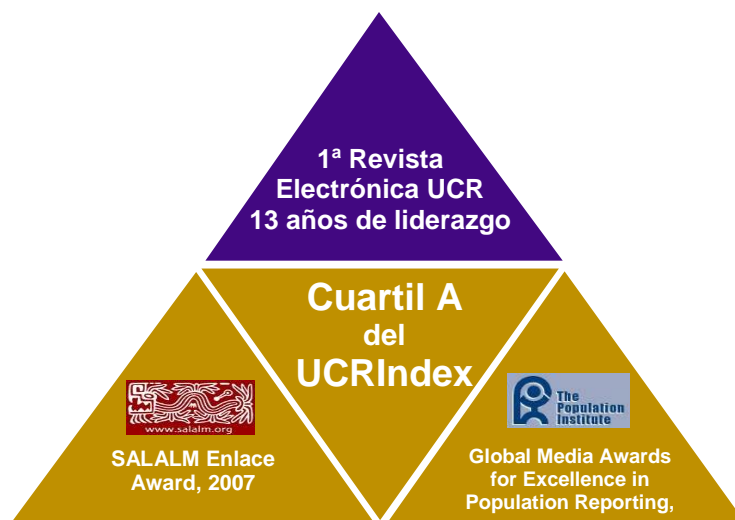 1ª Revista
Electrónica UCR
13 años de liderazgo
Cuartil A
del
UCRIndex
www.salalm.org
SALALM Enlace
Award, 2007
The
Population
Institute
Global Media Awards
for Excellence in
Population Reporting,